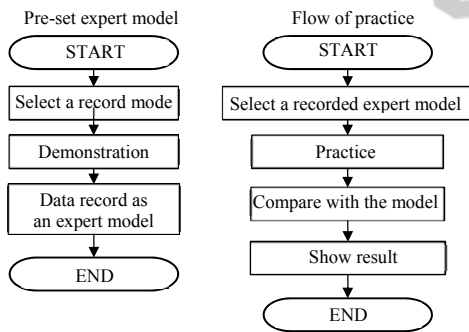 Pre-set expert model
START
Select a record mode
Demonstration
Data record as
an expert model
END
Flow of practice
START
Select a recorded expert model
Practice
Compare with the model
Show result
END